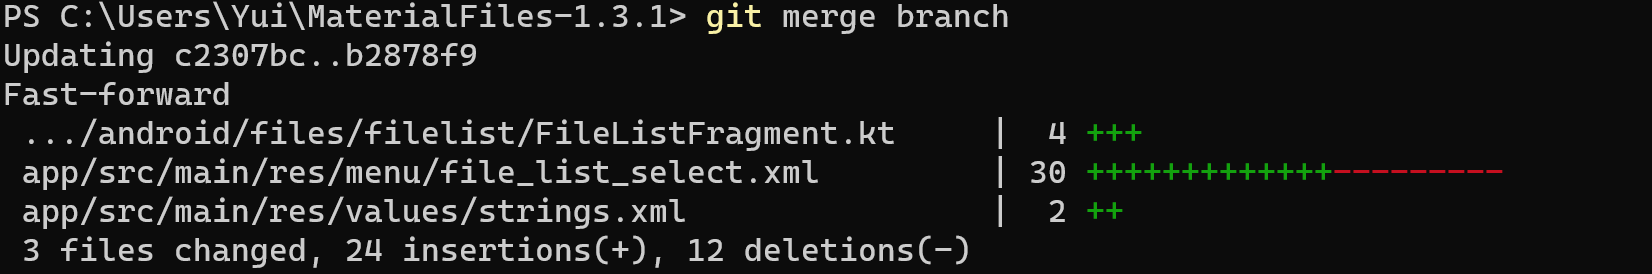 PS C:\Users\Yui\MaterialFiles-1.3.1> git merge branch
Updating c2307bc..b2878f9
Fast-forward
 .../android/files/filelist/FileListFragment.kt     |  4 +++
 app/src/main/res/menu/file_list_select.xml         | 30 +++++++++++++---------
 app/src/main/res/values/strings.xml                |  2 ++
 3 files changed, 24 insertions(+), 12 deletions(-)